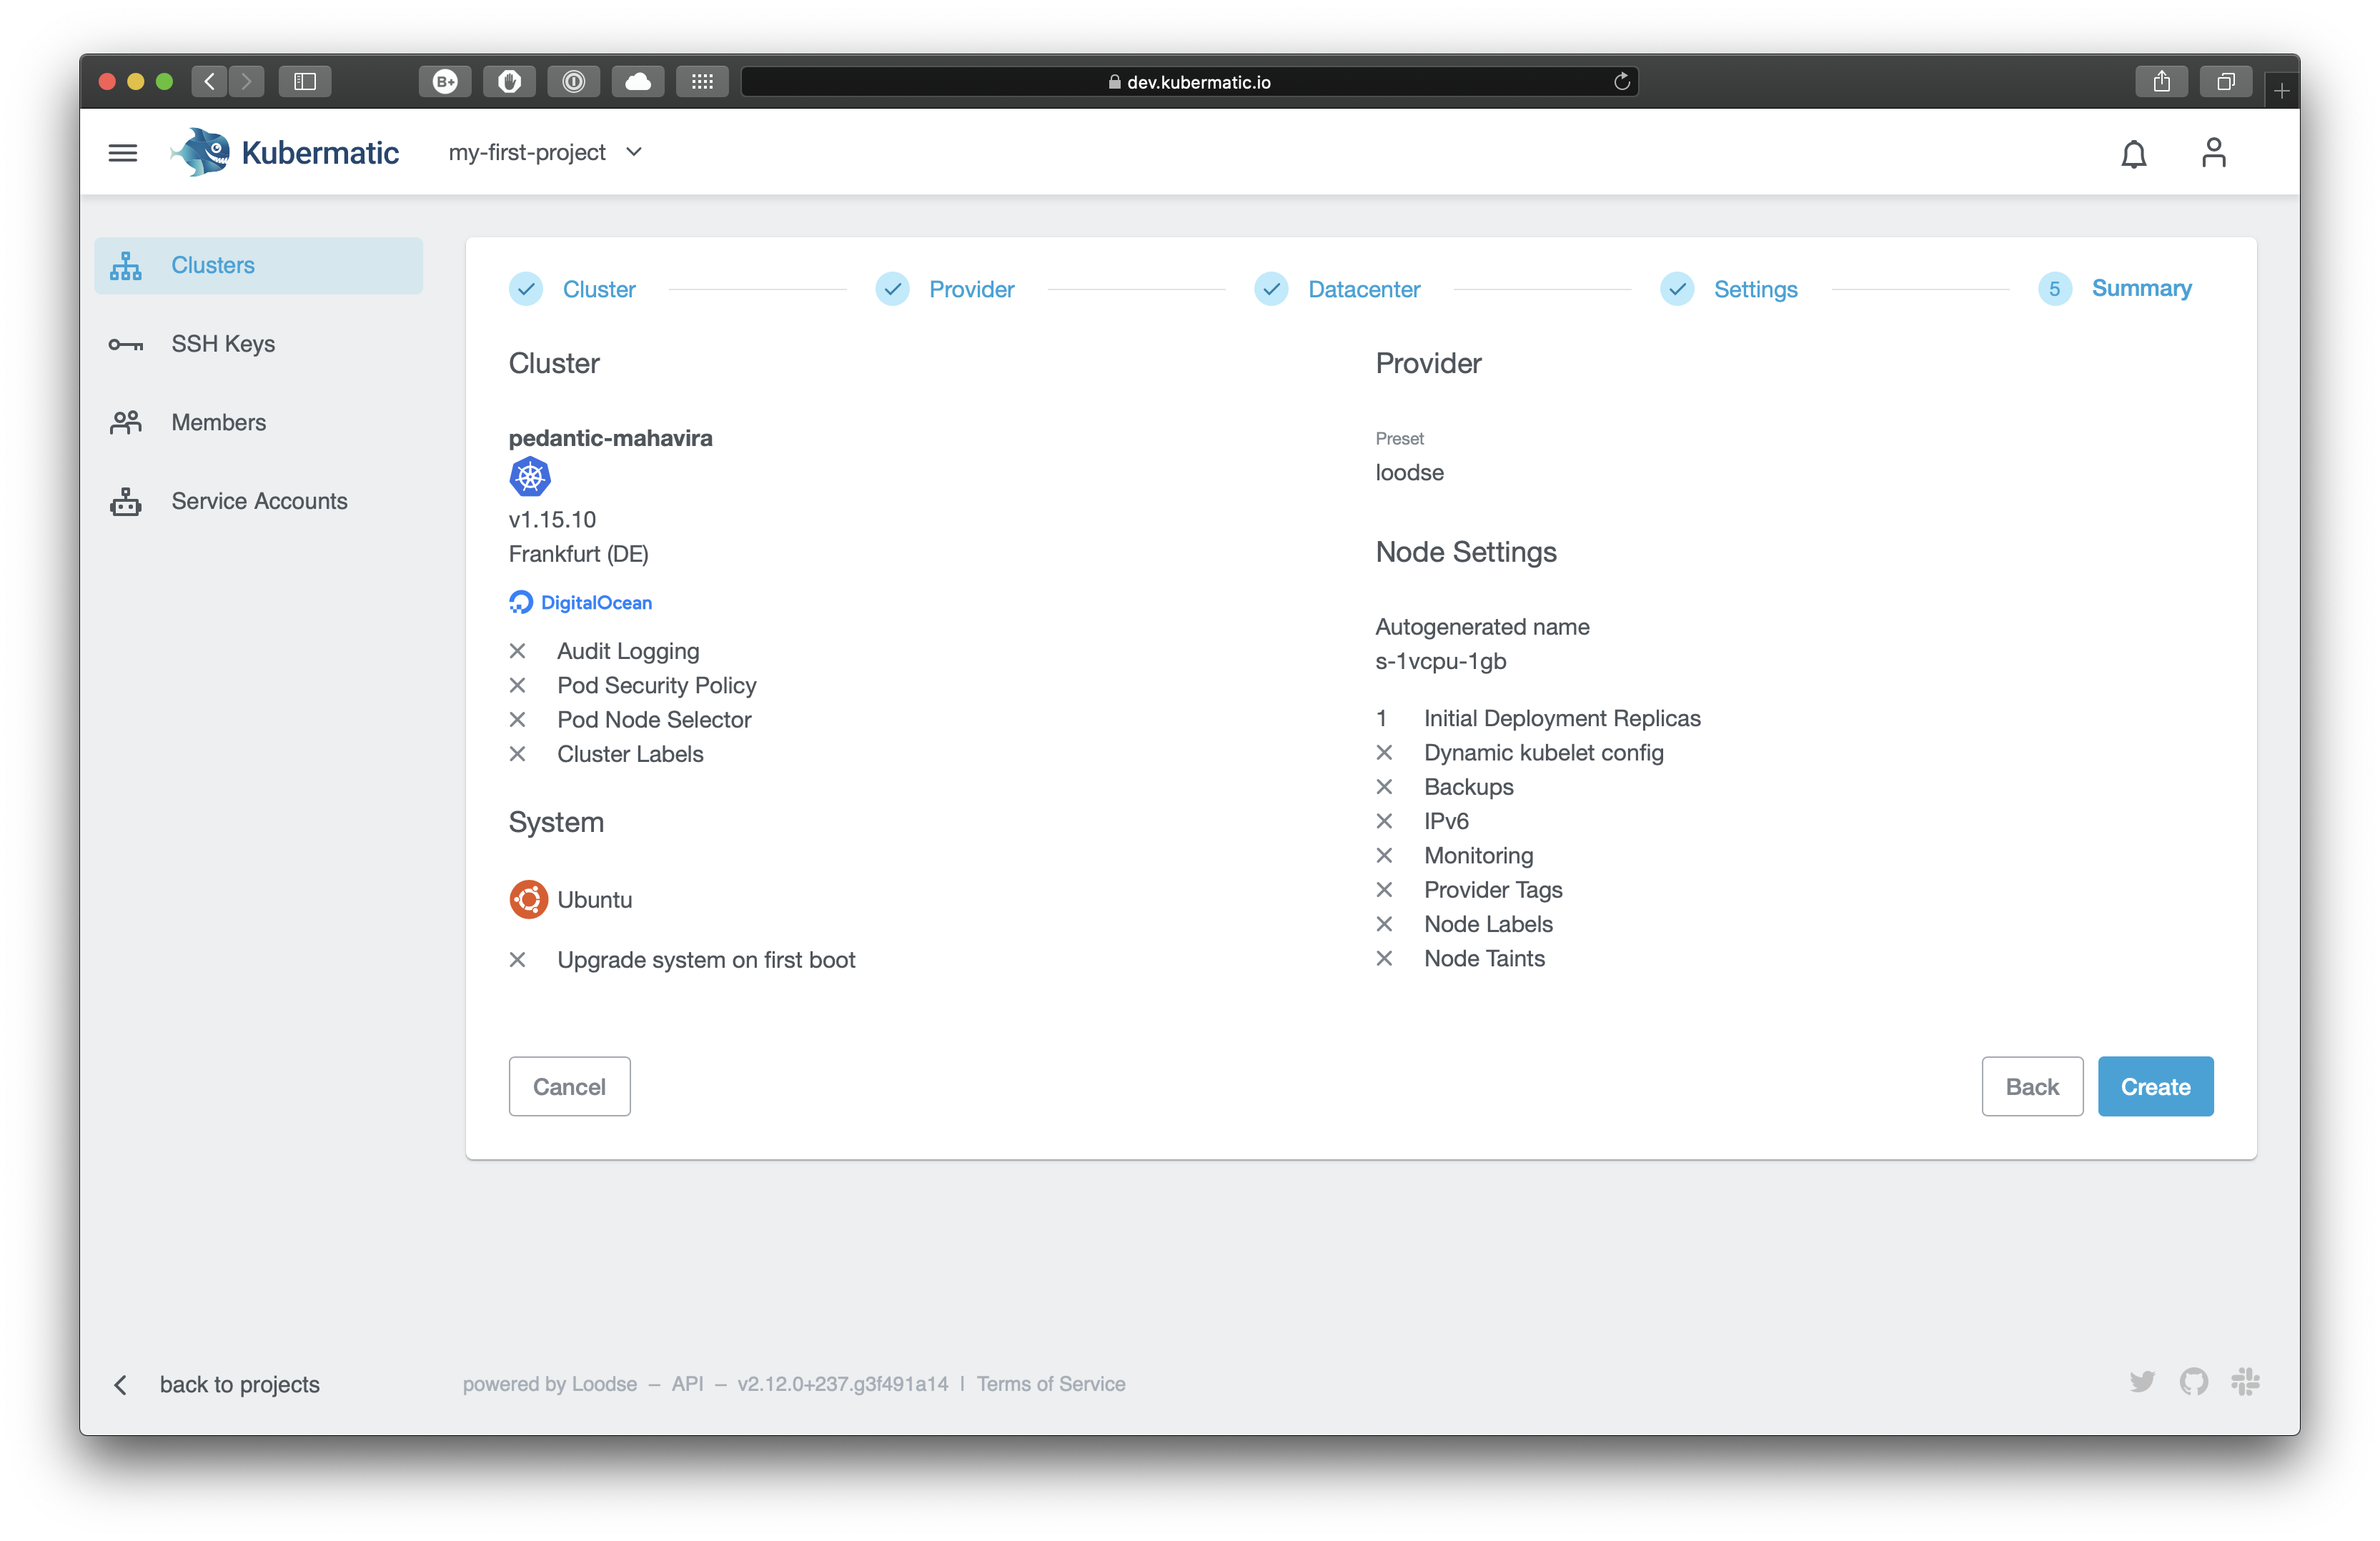 B+
dev.kubermatic.io
Kubermatic
my-first-project
Clusters
SSH Keys
Members
Service Accounts
Cluster
Provider
Datacenter
Settings
5 Summary
Cluster
pedantic-mahavira
v1.15.10
Frankfurt (DE)
DigitalOcean
Audit Logging
Pod Security Policy
Pod Node Selector
Cluster Labels
System
Ubuntu
Upgrade system on first boot
Provider
Preset
loodse
Node Settings
Autogenerated name
s-1vcpu-1gb
1 Initial Deployment Replicas
Dynamic kubelet config
Backups
IPv6
Monitoring
Provider Tags
Node Labels
Node Taints
Cancel
Back
Create
back to projects
powered by Loodse – API – v2.12.0+237.g3f491a14 | Terms of Service